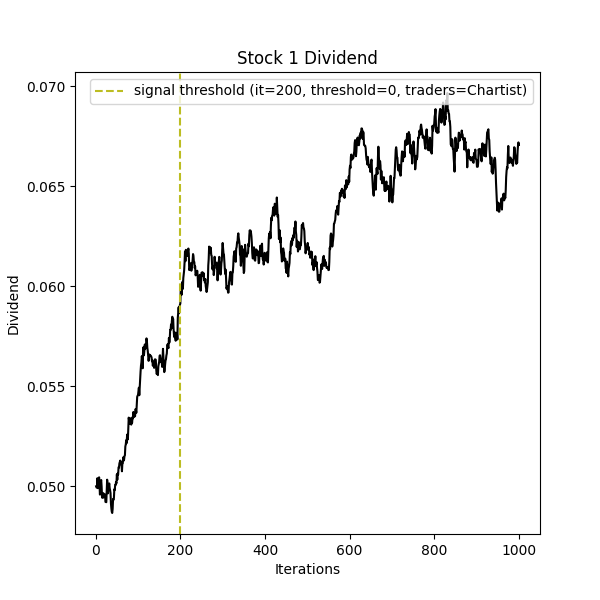 Stock 1 Dividend
signal threshold (it=200, threshold=0, traders=Chartist)
0.070
0.065
0.060
0.055
0.050
Dividend
0
200
400
600
800
1000
Iterations